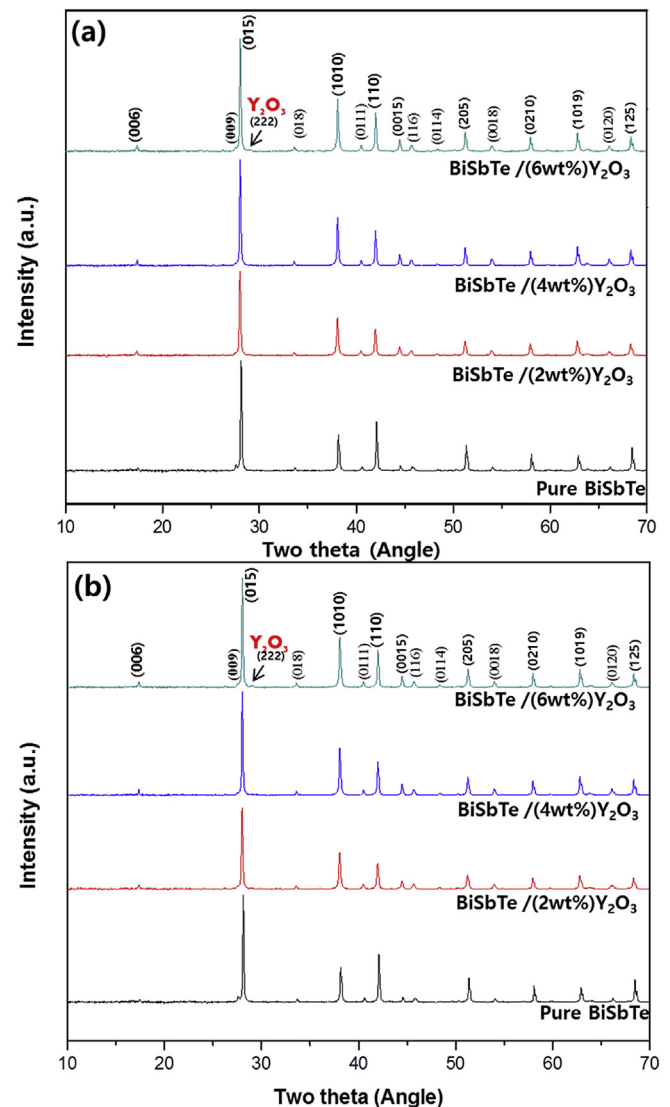 (a)
(015)
(006)
(009)
Y₂O₃
(222)
(018)
(1010)
(0111)
(110)
(0015)
(116)
(0114)
(205)
(0018)
(0210)
(1019)
(0120)
(125)
BiSbTe /(6wt%)Y₂O₃
BiSbTe /(4wt%)Y₂O₃
BiSbTe /(2wt%)Y₂O₃
Pure BiSbTe
Intensity (a.u.)
10 20 30 40 50 60 70
Two theta (Angle)
(b)
(015)
(006)
(009)
Y₂O₃
(222)
(018)
(1010)
(0111)
(110)
(0015)
(116)
(0114)
(205)
(0018)
(0210)
(1019)
(0120)
(125)
BiSbTe /(6wt%)Y₂O₃
BiSbTe /(4wt%)Y₂O₃
BiSbTe /(2wt%)Y₂O₃
Pure BiSbTe
Intensity (a.u.)
10 20 30 40 50 60 70
Two theta (Angle)